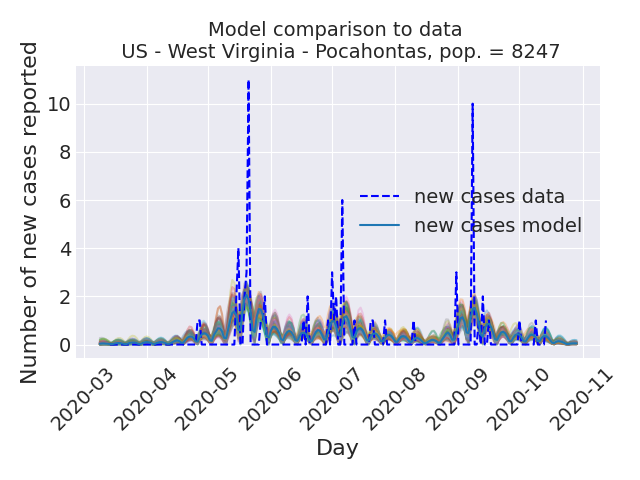 Model comparison to data
US - West Virginia - Pocahontas, pop. = 8247
Number of new cases reported
10
8
6
4
2
0
new cases data
new cases model
2020-03
2020-04
2020-05
2020-06
2020-07
2020-08
2020-09
2020-10
2020-11
Day